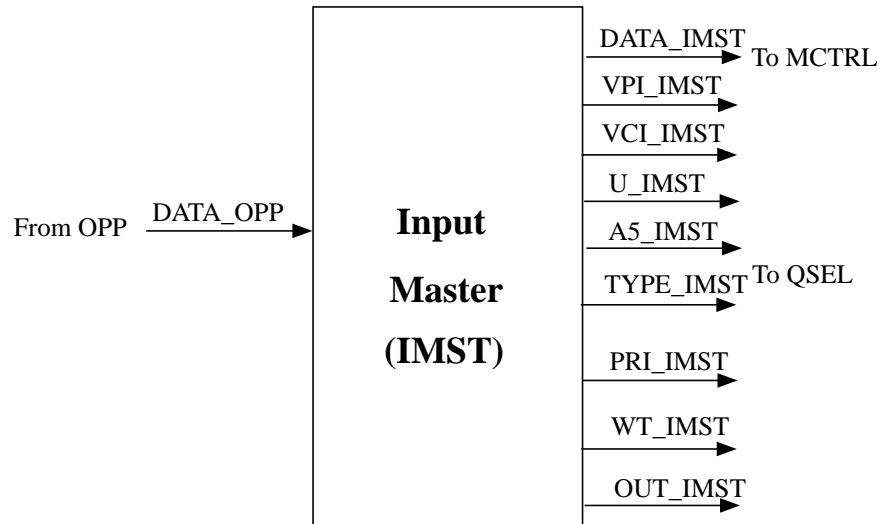 From OPP
DATA_OPP
Input
Master
(IMST)
DATA_IMST
To MCTRL
VPI_IMST
VCI_IMST
U_IMST
A5_IMST
TYPE_IMST
To QSEL
PRI_IMST
WT_IMST
OUT_IMST